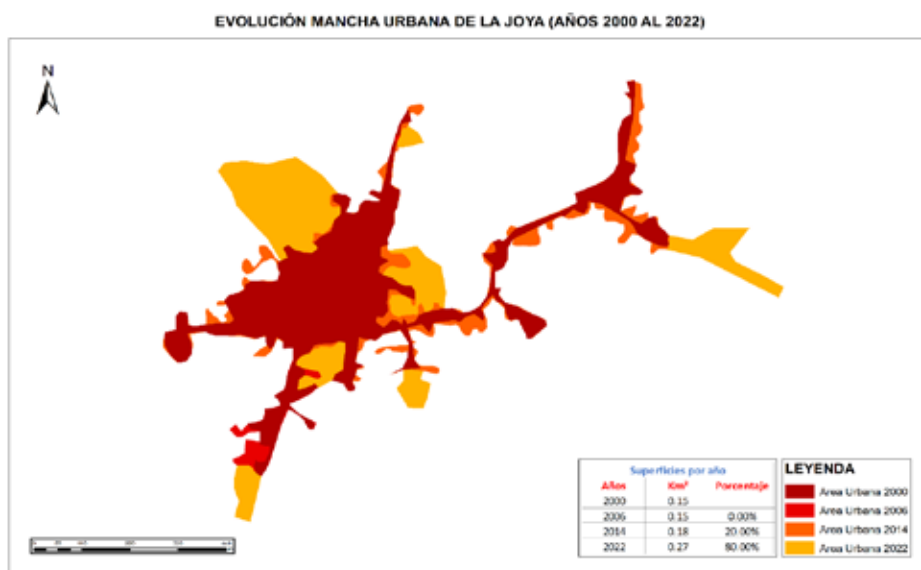 EVOLUCIÓN MANCHA URBANA DE LA JOYA (AÑOS 2000 AL 2022)
N
Superficies por año
Años Km² Porcentaje
2000 0.15
2006 0.15 0.00%
2014 0.18 20.00%
2022 0.27 80.00%
LEYENDA
Area Urbana 2000
Area Urbana 2006
Area Urbana 2014
Area Urbana 2022